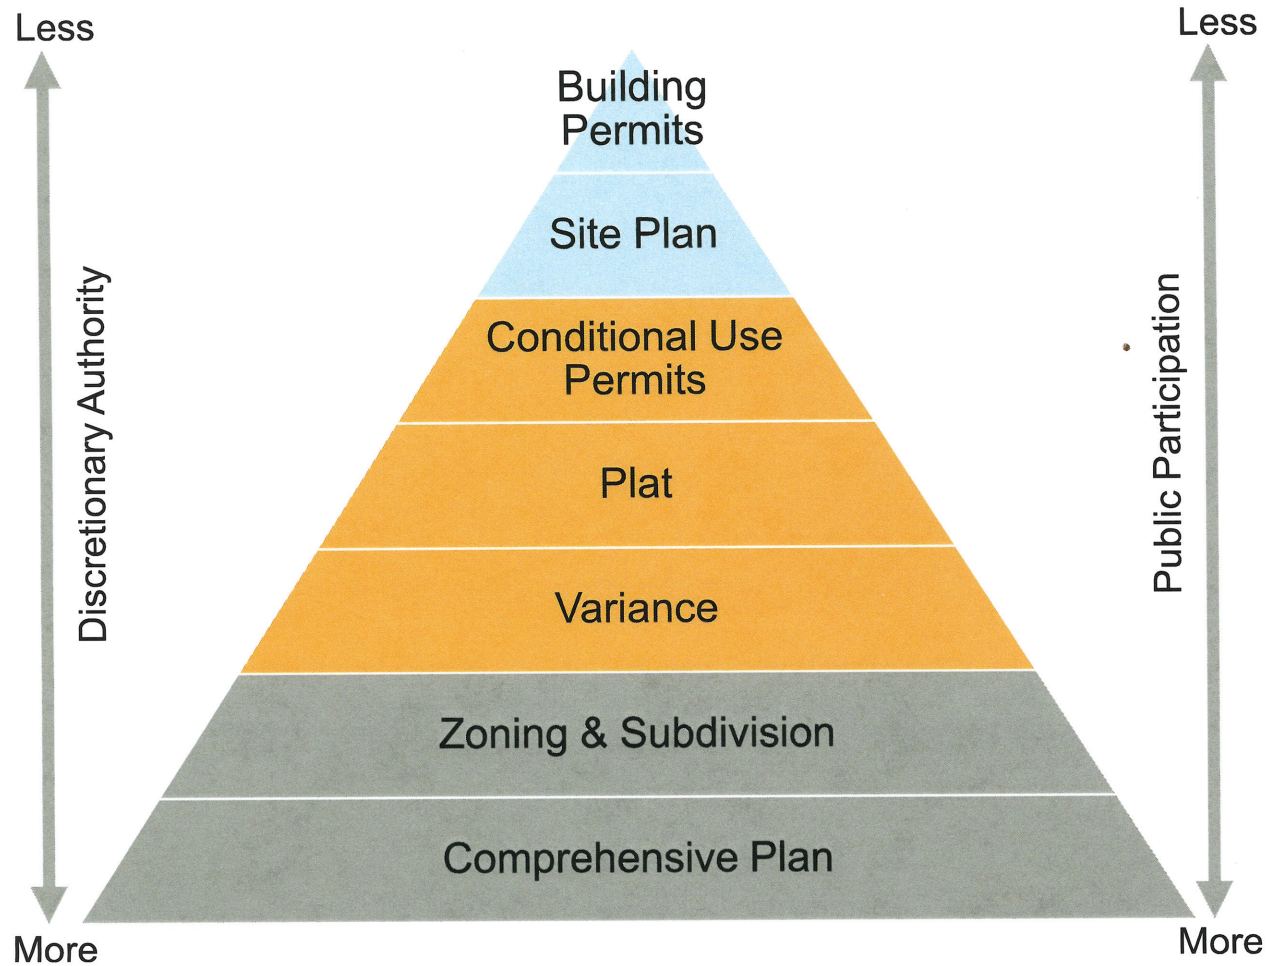 Less
Less
Building
Permits
Site Plan
Conditional Use
Permits
Plat
Variance
Zoning & Subdivision
Comprehensive Plan
Discretionary Authority
Public Participation
More
More